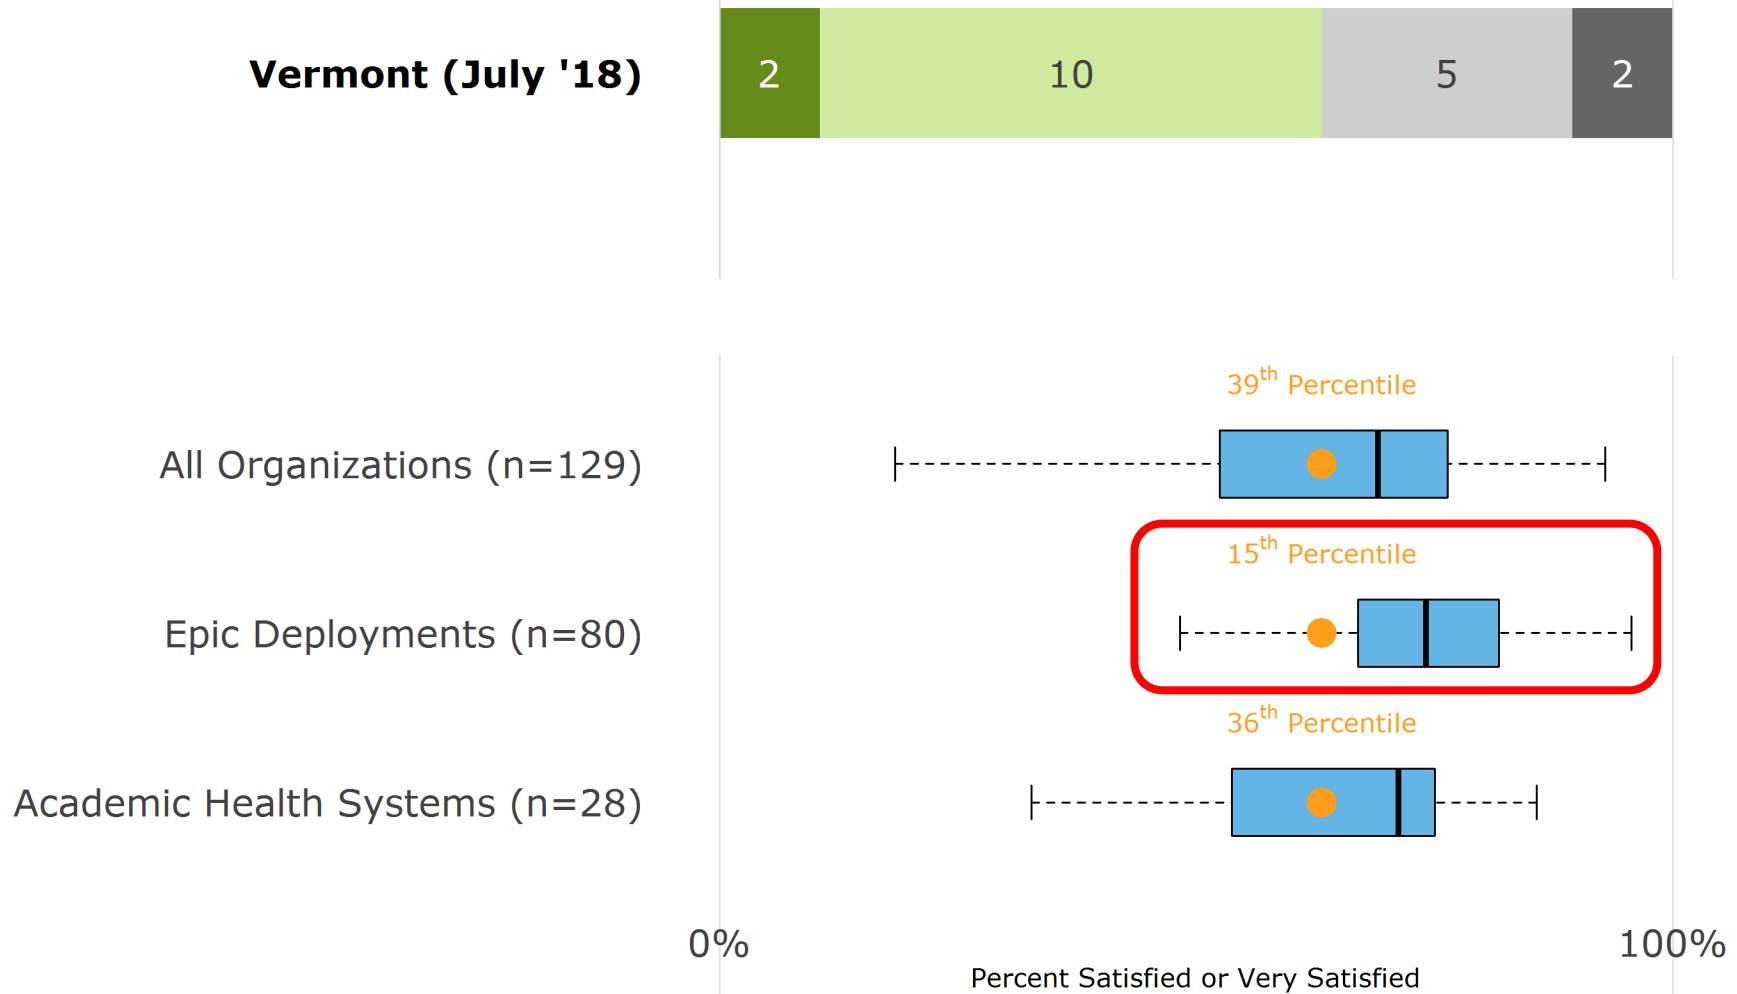 Vermont (July '18)
2 10 5 2
39th Percentile
All Organizations (n=129)
15th Percentile
Epic Deployments (n=80)
36th Percentile
Academic Health Systems (n=28)
0% 100%
Percent Satisfied or Very Satisfied